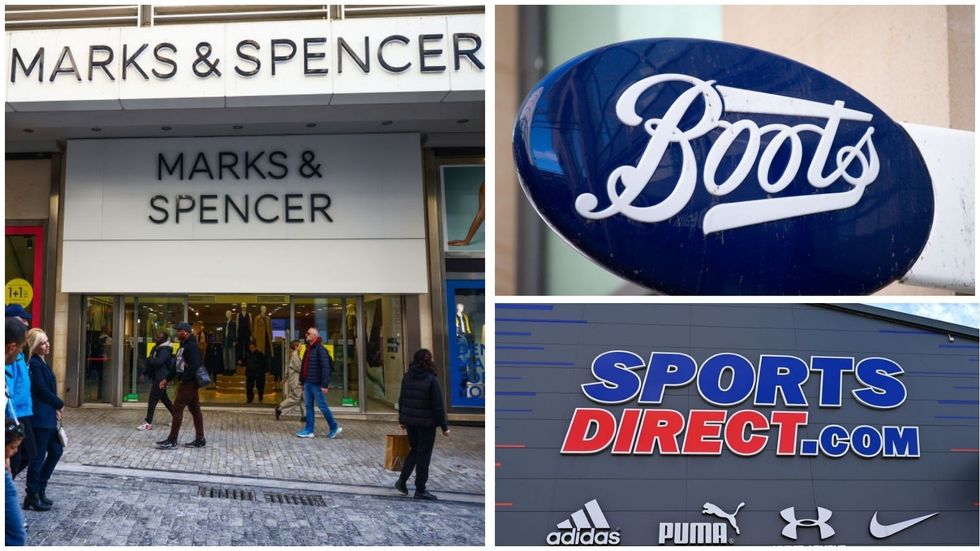 MARKS & SPENCER
MARKS &
SPENCER
1+1
Boots
SPORTS
DIRECT.COM
adidas
PUMA